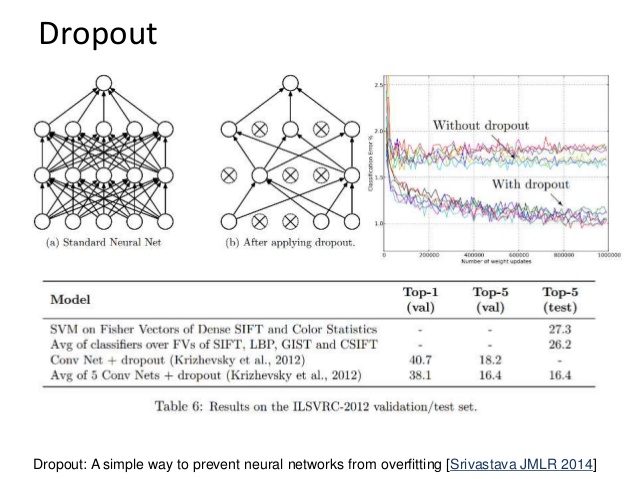 Dropout
2.5
2.0
1.5
1.0
Classification Error %
Without dropout
With dropout
0 200000 400000 600000 800000 1000000
Number of weight updates
(a) Standard Neural Net
(b) After applying dropout.
Model Top-1 (val) Top-5 (val) Top-5 (test)
SVM on Fisher Vectors of Dense SIFT and Color Statistics - - 27.3
Avg of classifiers over FVs of SIFT, LBP, GIST and CSIFT - - 26.2
Conv Net + dropout (Krizhevsky et al., 2012) 40.7 18.2 -
Avg of 5 Conv Nets + dropout (Krizhevsky et al., 2012) 38.1 16.4 16.4
Table 6: Results on the ILSVRC-2012 validation/test set.
Dropout: A simple way to prevent neural networks from overfitting [Srivastava JMLR 2014]